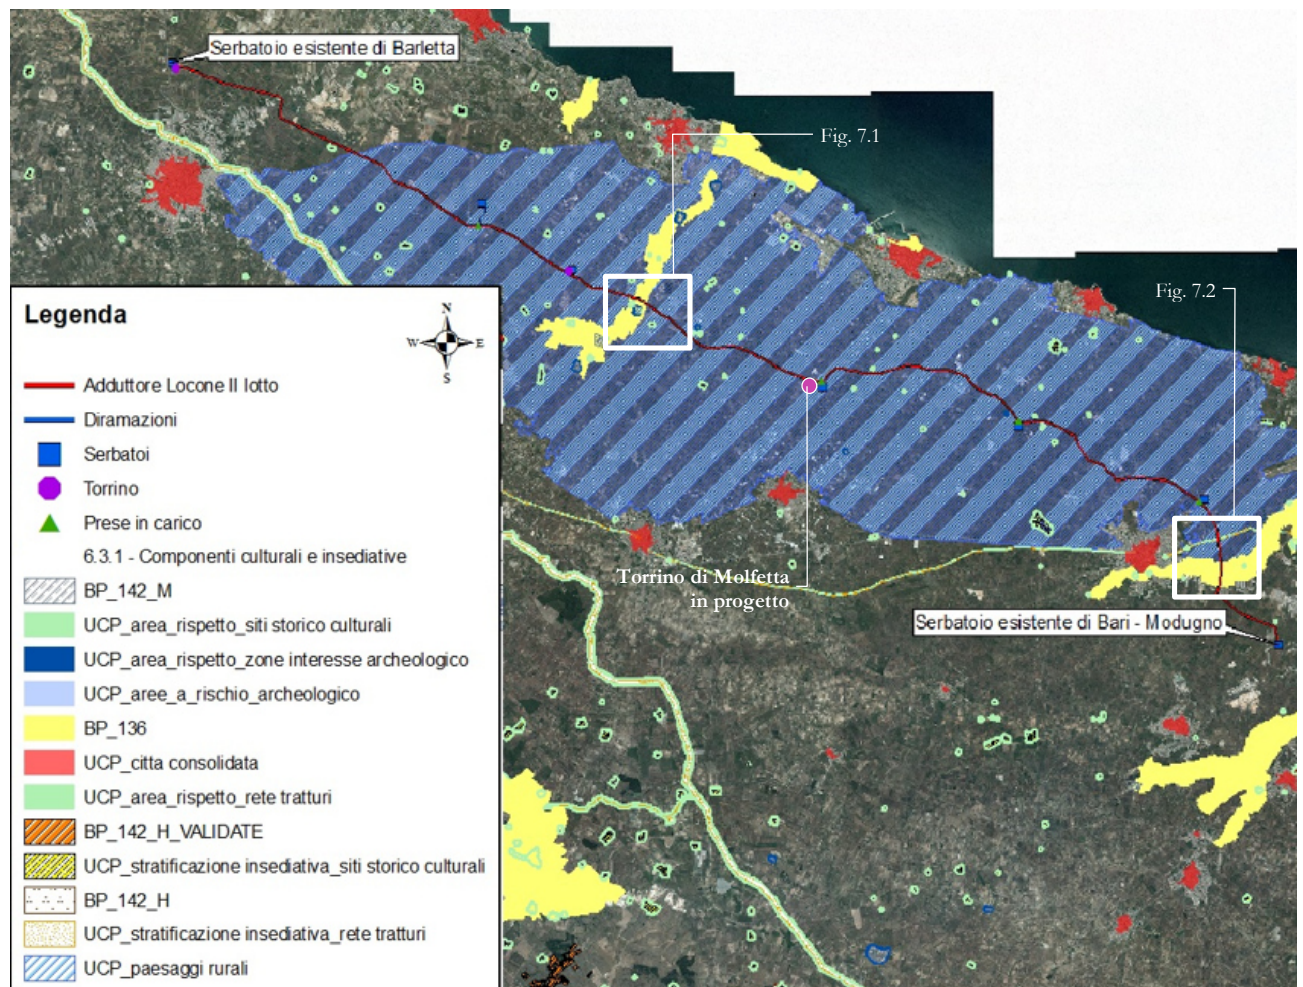 Serbatoio esistente di Barletta
Fig. 7.1
Fig. 7.2
Torrino di Molfetta
in progetto
Serbatoio esistente di Bari - Modugno
Legenda
N
W E
S
Adduttore Locone II lotto
Diramazioni
Serbatoi
Torrino
Prese in carico
6.3.1 - Componenti culturali e insediative
BP_142_M
UCP_area_rispetto_siti storico culturali
UCP_area_rispetto_zone interesse archeologico
UCP_aree_a_rischio_archeologico
BP_136
UCP_citta consolidata
UCP_area_rispetto_rete tratturi
BP_142_H_VALIDATE
UCP_stratificazione insediativa_siti storico culturali
BP_142_H
UCP_stratificazione insediativa_rete tratturi
UCP_paesaggi rurali